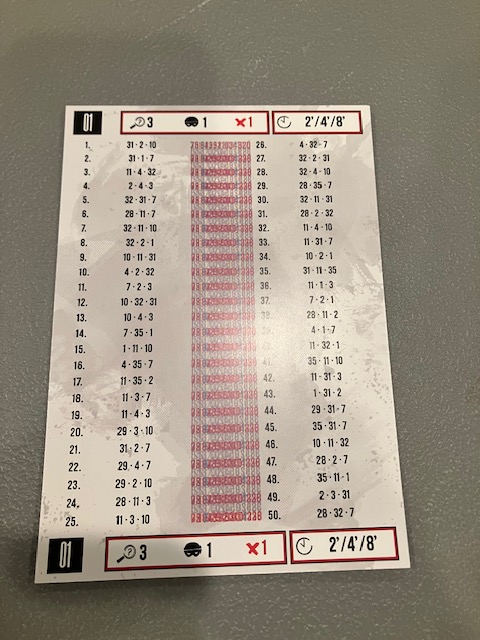 01 3 1 ×1 2'/4'/8'
1. 31·2·10 26. 4·32·7
2. 31·1·7 27. 32·2·31
3. 11·4·32 28. 32·4·10
4. 2·4·3 29. 28·35·7
5. 32·31·7 30. 32·11·31
6. 28·11·7 31. 28·2·32
7. 32·11·10 32. 11·4·10
8. 32·2·1 33. 11·31·7
9. 10·11·31 34. 10·2·1
10. 4·2·32 35. 31·11·35
11. 7·2·3 36. 11·1·3
12. 10·32·31 37. 7·2·1
13. 10·4·3 38. 28·11·2
14. 7·35·1 4·1·7
15. 1·11·10 11·32·1
16. 4·35·7 41. 35·11·10
17. 11·35·2 42. 11·31·3
18. 11·3·7 43. 1·31·2
19. 11·4·3 44. 29·31·7
20. 29·3·10 45. 35·31·7
21. 31·2·7 46. 10·11·32
22. 29·4·7 47. 28·2·7
23. 29·2·10 48. 35·11·1
24. 28·11·3 49. 2·3·31
25. 11·3·10 50. 28·32·7
01 3 1 ×1 2'/4'/8'